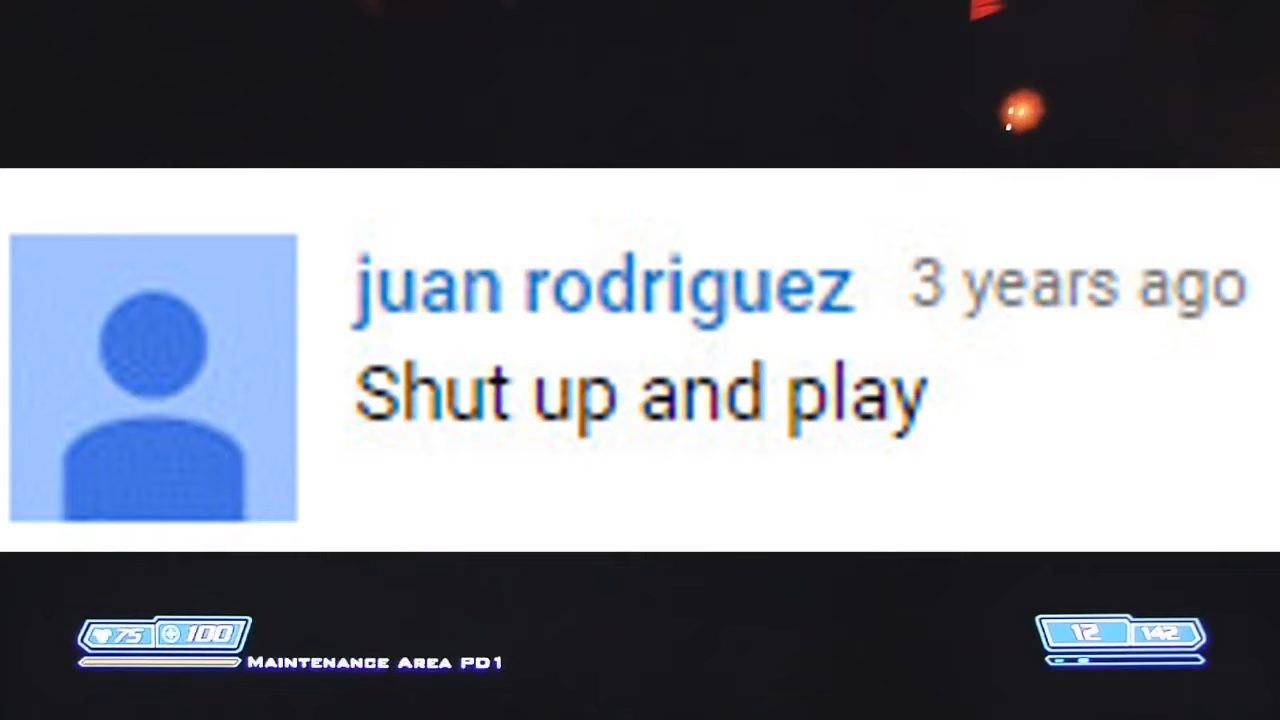 juan rodriguez 3 years ago
Shut up and play
75 100
12 142
MAINTENANCE AREA PD1